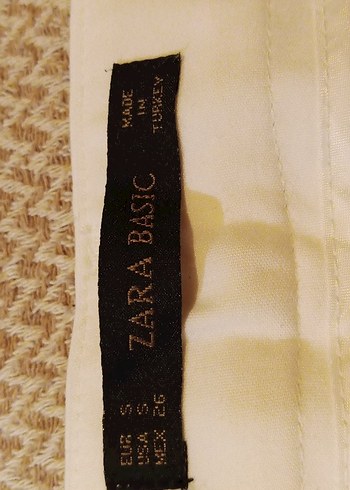 MADE
IN
TURKEY
ZARA BASIC
EUR S
USA S
MEX 26